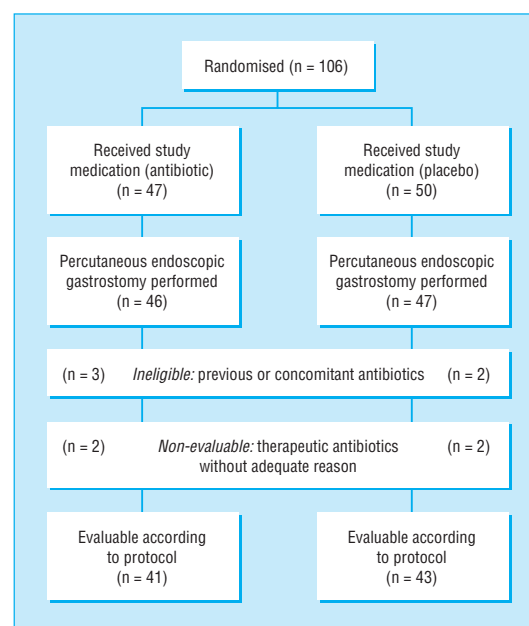 Randomised (n = 106)
Received study
medication (antibiotic)
(n = 47)
Received study
medication (placebo)
(n = 50)
Percutaneous endoscopic
gastrostomy performed
(n = 46)
Percutaneous endoscopic
gastrostomy performed
(n = 47)
(n = 3) Ineligible: previous or concomitant antibiotics (n = 2)
(n = 2) Non-evaluable: therapeutic antibiotics (n = 2)
without adequate reason
Evaluable according
to protocol
(n = 41)
Evaluable according
to protocol
(n = 43)